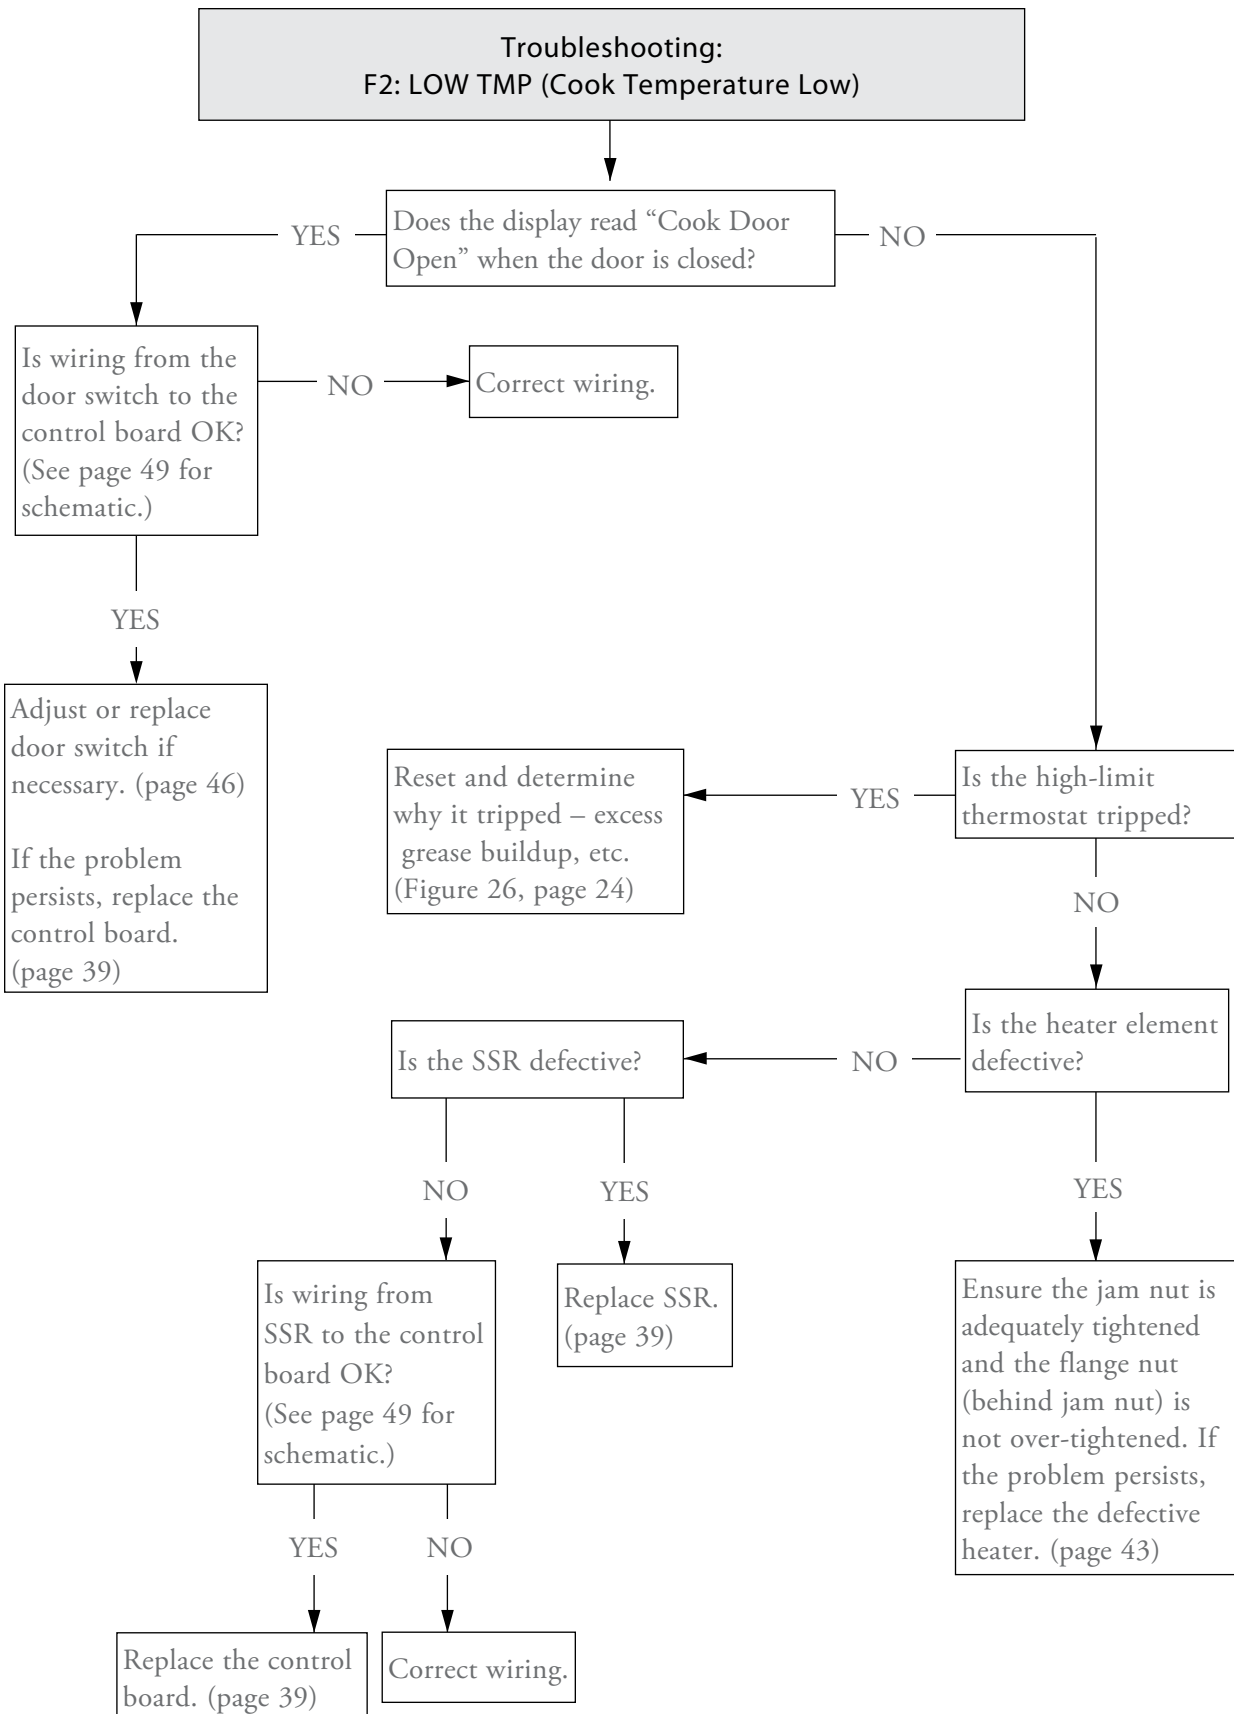 Troubleshooting:
F2: LOW TMP (Cook Temperature Low)
Does the display read “Cook Door
Open” when the door is closed?
YES
NO
Is wiring from the
door switch to the
control board OK?
(See page 49 for
schematic.)
NO
Correct wiring.
YES
Adjust or replace
door switch if
necessary. (page 46)
If the problem
persists, replace the
control board.
(page 39)
Is the high-limit
thermostat tripped?
YES
Reset and determine
why it tripped – excess
grease buildup, etc.
(Figure 26, page 24)
NO
Is the heater element
defective?
NO
Is the SSR defective?
YES
Ensure the jam nut is
adequately tightened
and the flange nut
(behind jam nut) is
not over-tightened. If
the problem persists,
replace the defective
heater. (page 43)
NO
YES
Is wiring from
SSR to the control
board OK?
(See page 49 for
schematic.)
Replace SSR.
(page 39)
YES
NO
Replace the control
board. (page 39)
Correct wiring.